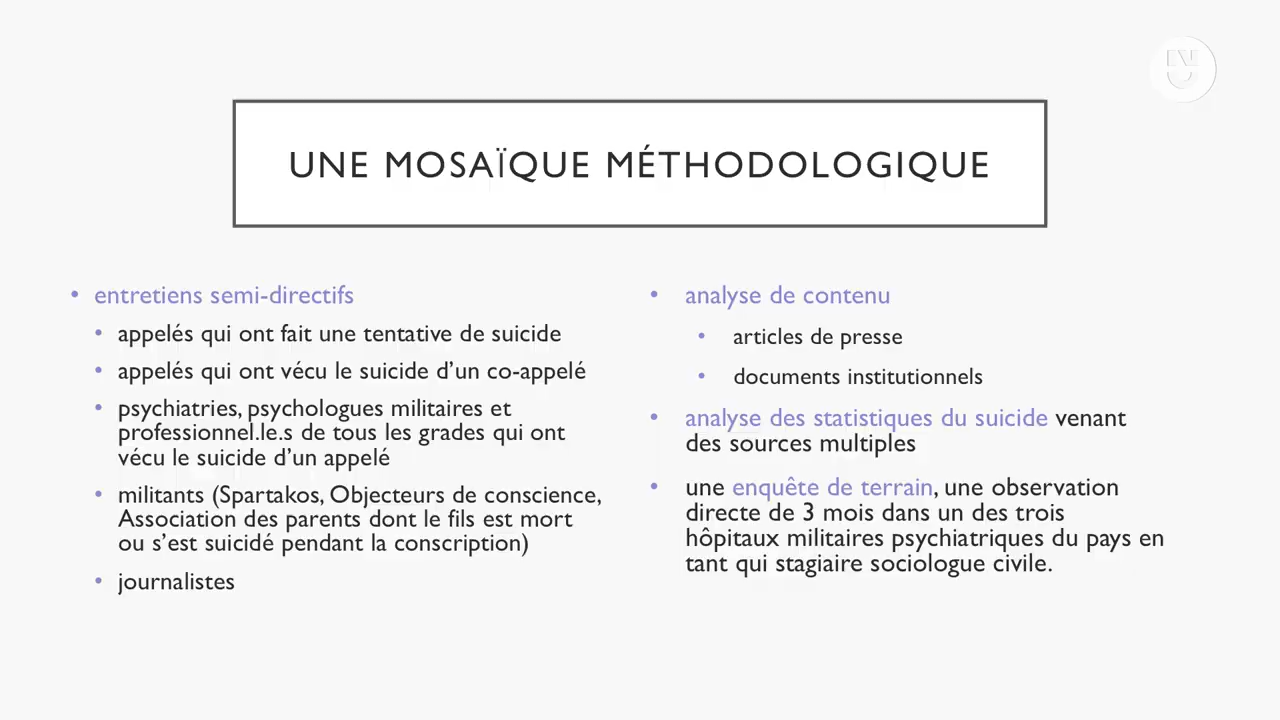 UNE MOSAÏQUE MÉTHODOLOGIQUE
• entretiens semi-directifs
• appelés qui ont fait une tentative de suicide
• appelés qui ont vécu le suicide d’un co-appelé
• psychiatries, psychologues militaires et
professionnel.le.s de tous les grades qui ont
vécu le suicide d’un appelé
• militants (Spartakos, Objecteurs de conscience,
Association des parents dont le fils est mort
ou s’est suicidé pendant la conscription)
• journalistes
• analyse de contenu
• articles de presse
• documents institutionnels
• analyse des statistiques du suicide venant
des sources multiples
• une enquête de terrain, une observation
directe de 3 mois dans un des trois
hôpitaux militaires psychiatriques du pays en
tant qui stagiaire sociologue civile.